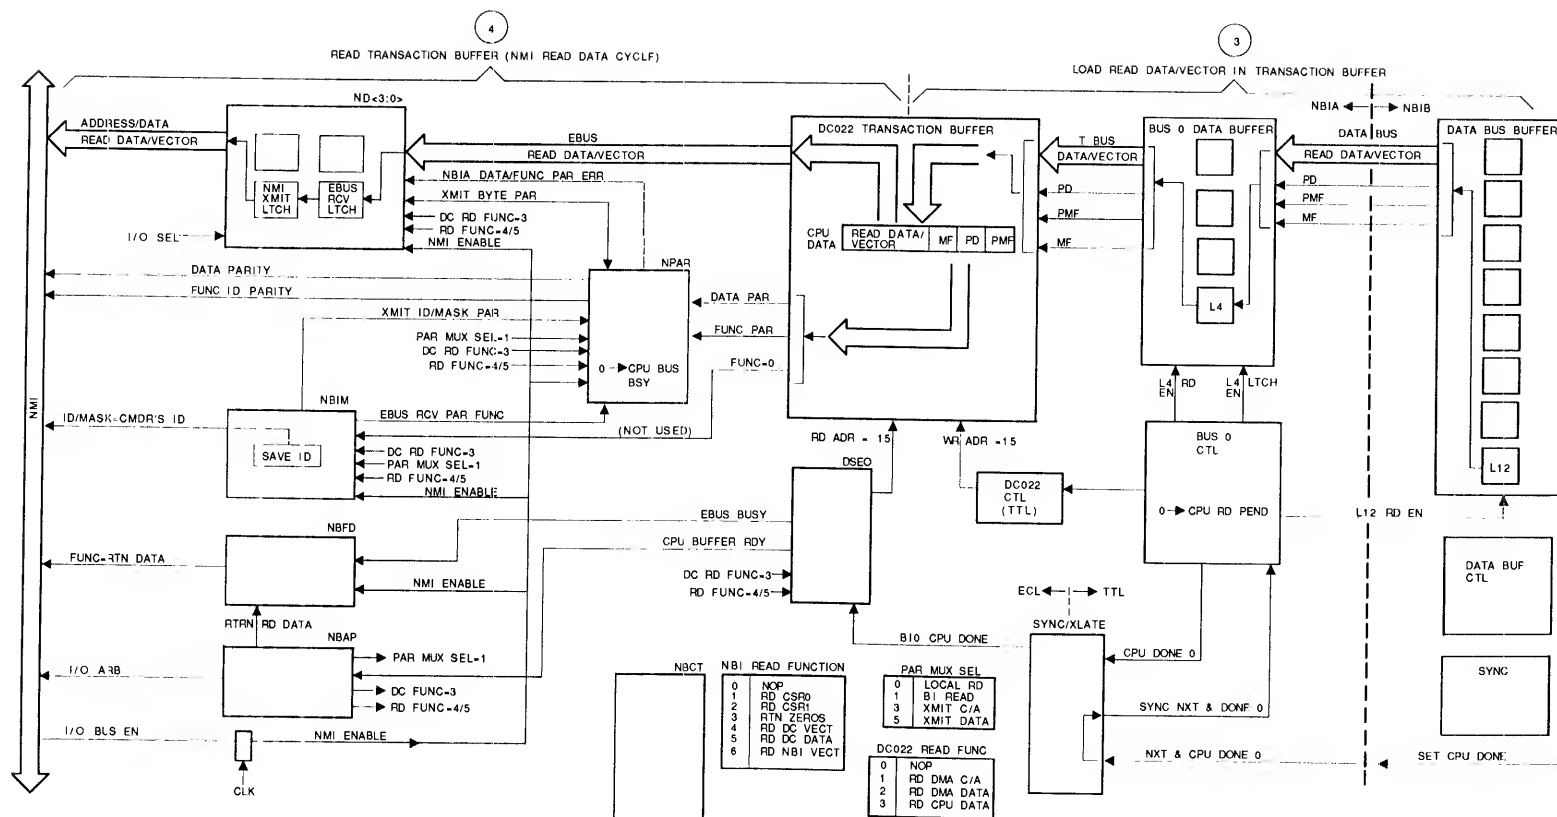 4
READ TRANSACTION BUFFER (NMI READ DATA CYCLF)
3
LOAD READ DATA/VECTOR IN TRANSACTION BUFFER
ND<3:0>
NBIA
NBIB
ADDRESS/DATA
READ DATA/VECTOR
EBUS
READ DATA/VECTOR
DC022 TRANSACTION BUFFER
T BUS
DATA/VECTOR
BUS 0 DATA BUFFER
DATA BUS
READ DATA/VECTOR
DATA BUS BUFFER
NBIA DATA/FUNC PAR ERR
XMIT BYTE PAR
NMI
XMIT
LTCH
EBUS
RCV
LTCH
DC RD FUNC=3
RD FUNC=4/5
NMI ENABLE
I/O SEL
PD
PMF
MF
PD
PMF
MF
CPU
DATA
READ DATA/
VECTOR
MF
PD
PMF
L4
DATA PARITY
FUNC ID PARITY
NPAR
DATA PAR
FUNC PAR
FUNC=0
XMIT ID/MASK PAR
PAR MUX SEL=1
DC RD FUNC=3
RD FUNC=4/5
0
CPU BUS
BSY
L4
EN
RD
L4
EN
LTCH
NMI
NBIM
ID/MASK=CMDR'S ID
EBUS RCV PAR FUNC
(NOT USED)
SAVE ID
DC RD FUNC=3
PAR MUX SEL=1
RD FUNC=4/5
NMI ENABLE
RD ADR = 15
WR ADR =15
DSEO
DC022
CTL
(TTL)
BUS 0
CTL
0
CPU RD PEND
L12
L12 RD EN
EBUS BUSY
CPU BUFFER RDY
NBFD
FUNC=RTN DATA
NMI ENABLE
DC RD FUNC=3
RD FUNC=4/5
DATA BUF
CTL
ECL
TTL
SYNC/XLATE
RTRN RD DATA
NBAP
BI0 CPU DONE
CPU DONE 0
I/O ARB
PAR MUX SEL=1
DC FUNC=3
RD FUNC=4/5
NBCT
SYNC
SYNC NXT & DONF 0
NXT & CPU DONE 0
SET CPU DONE
I/O BUS EN
NMI ENABLE
CLK
NBI READ FUNCTION
0 NOP
1 RD CSR0
2 RD CSR1
3 RTN ZEROS
4 RD DC VECT
5 RD DC DATA
6 RD NBI VECT
PAR MUX SEL
0 LOCAL RD
1 BI READ
3 XMIT C/A
5 XMIT DATA
DC022 READ FUNC
0 NOP
1 RD DMA C/A
2 RD DMA DATA
3 RD CPU DATA